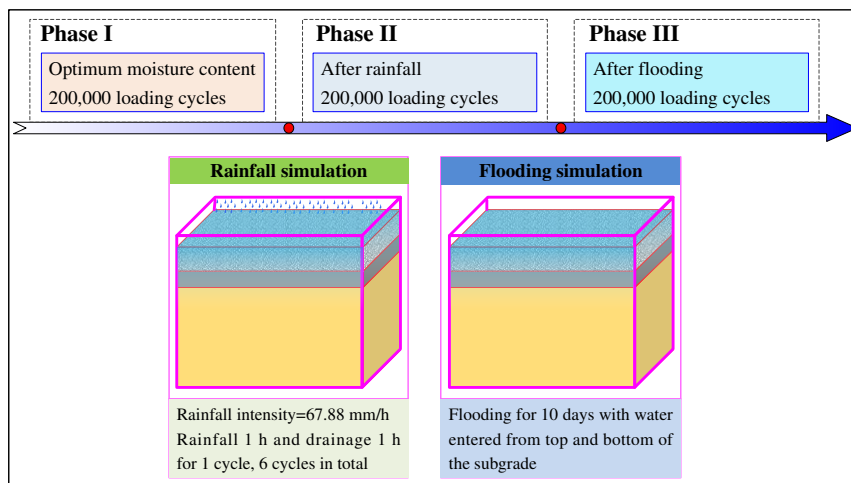 Phase I
Optimum moisture content
200,000 loading cycles
Phase II
After rainfall
200,000 loading cycles
Phase III
After flooding
200,000 loading cycles
Rainfall simulation
Rainfall intensity=67.88 mm/h
Rainfall 1 h and drainage 1 h
for 1 cycle, 6 cycles in total
Flooding simulation
Flooding for 10 days with water
entered from top and bottom of
the subgrade